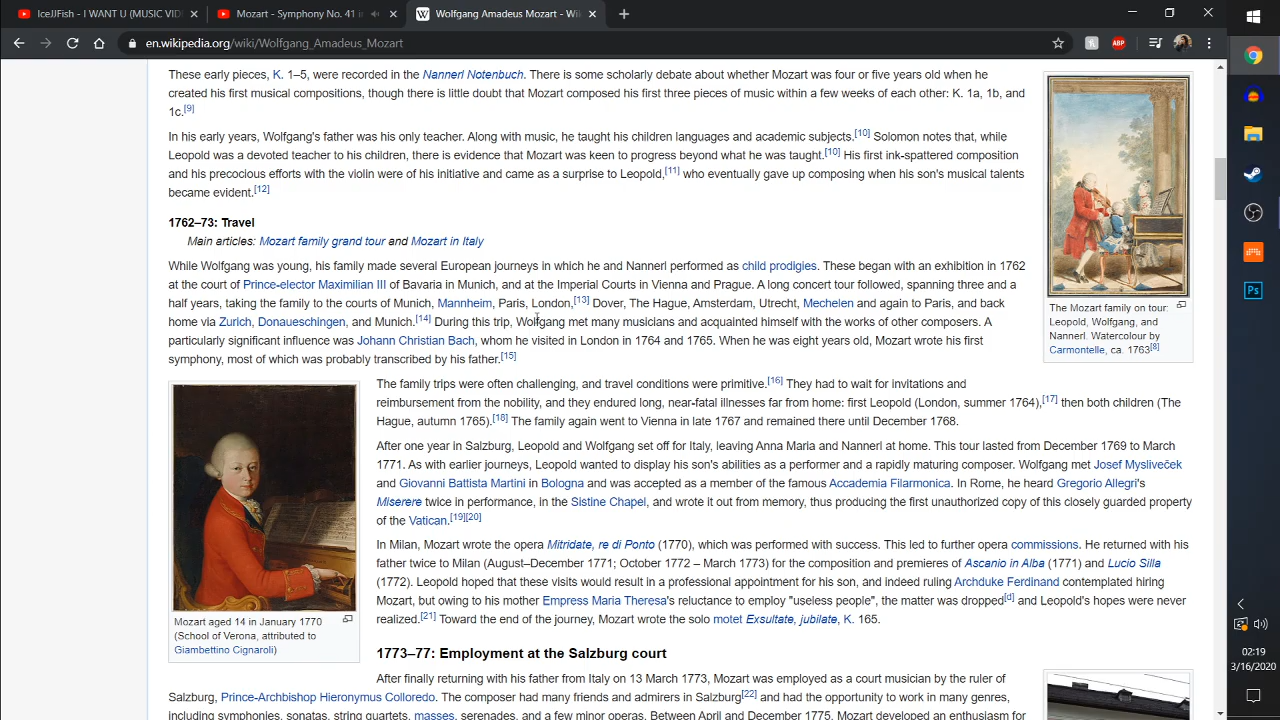 IceJJFish - I WANT U (MUSIC VID
Mozart - Symphony No. 41 i
Wolfgang Amadeus Mozart - Wi
en.wikipedia.org/wiki/Wolfgang_Amadeus_Mozart
ABP
These early pieces, K. 1–5, were recorded in the Nannerl Notenbuch. There is some scholarly debate about whether Mozart was four or five years old when he
created his first musical compositions, though there is little doubt that Mozart composed his first three pieces of music within a few weeks of each other: K. 1a, 1b, and
1c.[9]
In his early years, Wolfgang's father was his only teacher. Along with music, he taught his children languages and academic subjects.[10] Solomon notes that, while
Leopold was a devoted teacher to his children, there is evidence that Mozart was keen to progress beyond what he was taught.[10] His first ink-spattered composition
and his precocious efforts with the violin were of his initiative and came as a surprise to Leopold,[11] who eventually gave up composing when his son's musical talents
became evident.[12]
1762–73: Travel
Main articles: Mozart family grand tour and Mozart in Italy
While Wolfgang was young, his family made several European journeys in which he and Nannerl performed as child prodigies. These began with an exhibition in 1762
at the court of Prince-elector Maximilian III of Bavaria in Munich, and at the Imperial Courts in Vienna and Prague. A long concert tour followed, spanning three and a
half years, taking the family to the courts of Munich, Mannheim, Paris, London,[13] Dover, The Hague, Amsterdam, Utrecht, Mechelen and again to Paris, and back
home via Zurich, Donaueschingen, and Munich.[14] During this trip, Wolfgang met many musicians and acquainted himself with the works of other composers. A
particularly significant influence was Johann Christian Bach, whom he visited in London in 1764 and 1765. When he was eight years old, Mozart wrote his first
symphony, most of which was probably transcribed by his father.[15]
The Mozart family on tour:
Leopold, Wolfgang, and
Nannerl. Watercolour by
Carmontelle, ca. 1763[8]
The family trips were often challenging, and travel conditions were primitive.[16] They had to wait for invitations and
reimbursement from the nobility, and they endured long, near-fatal illnesses far from home: first Leopold (London, summer 1764),[17] then both children (The
Hague, autumn 1765).[18] The family again went to Vienna in late 1767 and remained there until December 1768.
After one year in Salzburg, Leopold and Wolfgang set off for Italy, leaving Anna Maria and Nannerl at home. This tour lasted from December 1769 to March
1771. As with earlier journeys, Leopold wanted to display his son's abilities as a performer and a rapidly maturing composer. Wolfgang met Josef Mysliveček
and Giovanni Battista Martini in Bologna and was accepted as a member of the famous Accademia Filarmonica. In Rome, he heard Gregorio Allegri's
Miserere twice in performance, in the Sistine Chapel, and wrote it out from memory, thus producing the first unauthorized copy of this closely guarded property
of the Vatican.[19][20]
In Milan, Mozart wrote the opera Mitridate, re di Ponto (1770), which was performed with success. This led to further opera commissions. He returned with his
father twice to Milan (August–December 1771; October 1772 – March 1773) for the composition and premieres of Ascanio in Alba (1771) and Lucio Silla
(1772). Leopold hoped that these visits would result in a professional appointment for his son, and indeed ruling Archduke Ferdinand contemplated hiring
Mozart, but owing to his mother Empress Maria Theresa's reluctance to employ "useless people", the matter was dropped[d] and Leopold's hopes were never
realized.[21] Toward the end of the journey, Mozart wrote the solo motet Exsultate, jubilate, K. 165.
Mozart aged 14 in January 1770
(School of Verona, attributed to
Giambettino Cignaroli)
1773–77: Employment at the Salzburg court
After finally returning with his father from Italy on 13 March 1773, Mozart was employed as a court musician by the ruler of
Salzburg, Prince-Archbishop Hieronymus Colloredo. The composer had many friends and admirers in Salzburg[22] and had the opportunity to work in many genres,
including symphonies, sonatas, string quartets, masses, serenades, and a few minor operas. Between April and December 1775, Mozart developed an enthusiasm for
Ps
02:19
3/16/2020